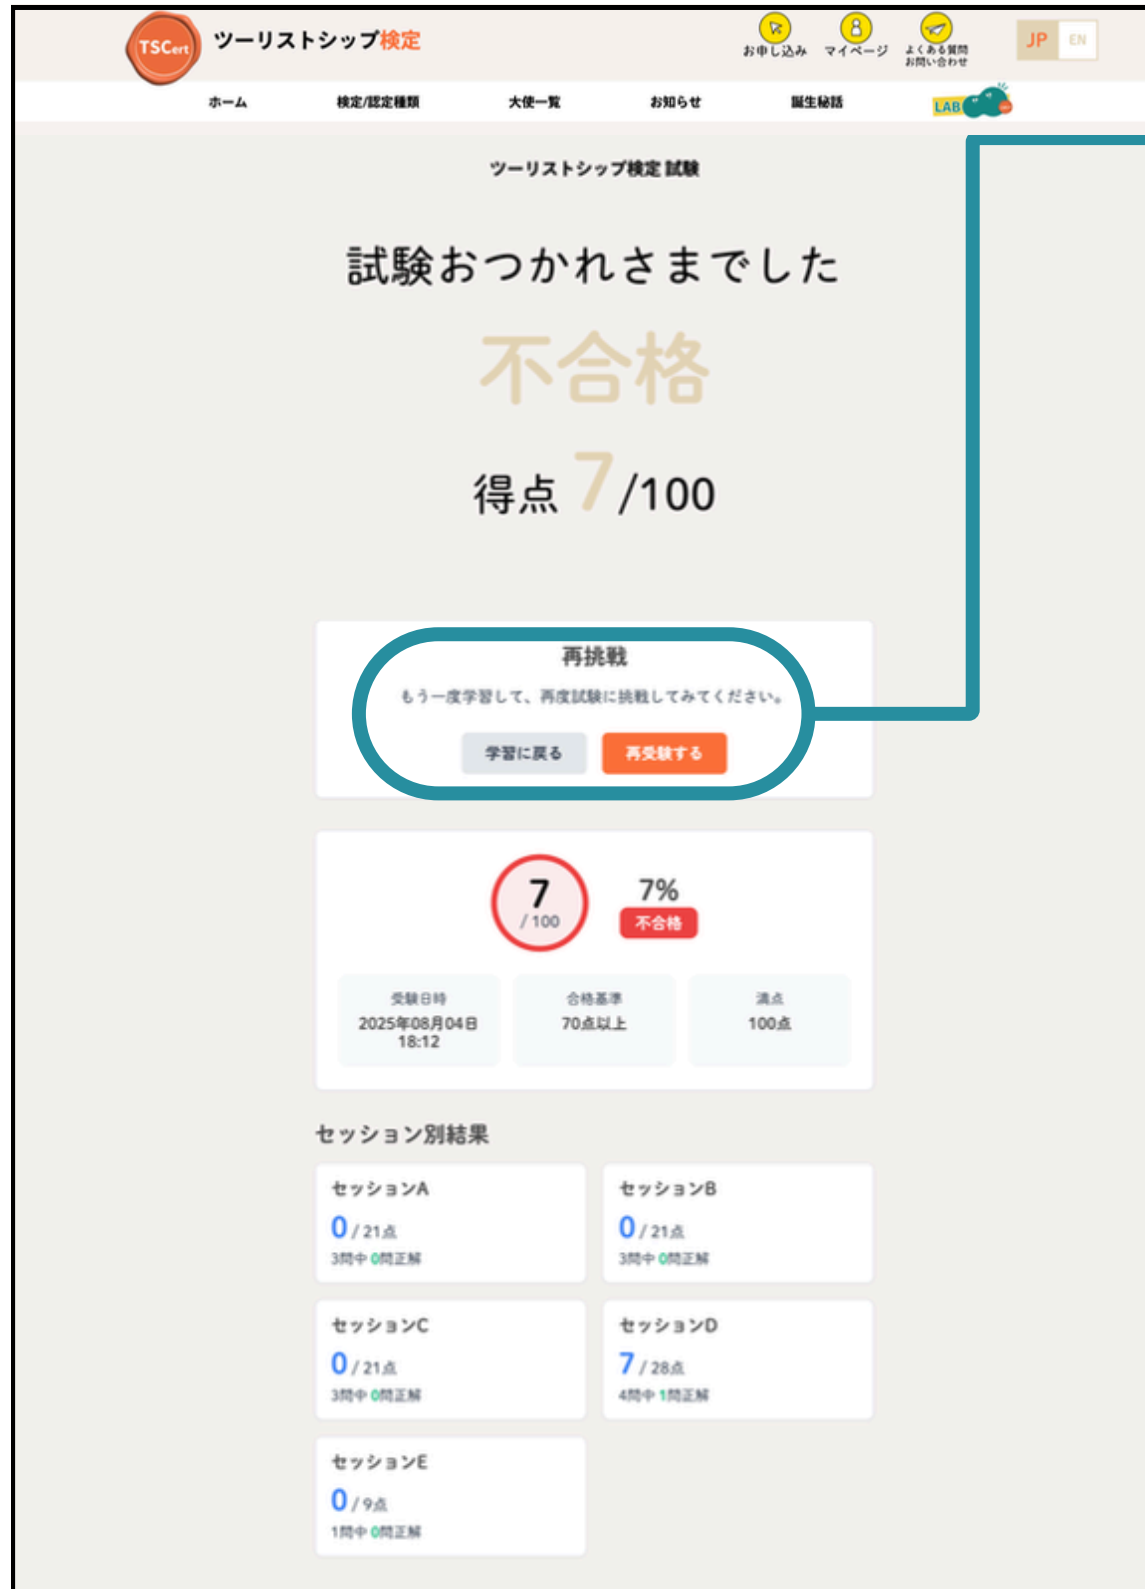 TSCert
ツーリストシップ検定
お申し込み
マイページ
よくある質問
お問い合わせ
JP
EN
ホーム
検定/認定種類
大使一覧
お知らせ
誕生秘話
LAB
ツーリストシップ検定 試験
試験おつかれさまでした
不合格
得点 7/100
再挑戦
もう一度学習して、再度試験に挑戦してみてください。
学習に戻る
再受験する
7
/ 100
7%
不合格
受験日時
2025年08月04日
18:12
合格基準
70点以上
満点
100点
セッション別結果
セッションA
0 / 21点
3問中 0問正解
セッションB
0 / 21点
3問中 0問正解
セッションC
0 / 21点
3問中 0問正解
セッションD
7 / 28点
4問中 1問正解
セッションE
0 / 9点
1問中 0問正解